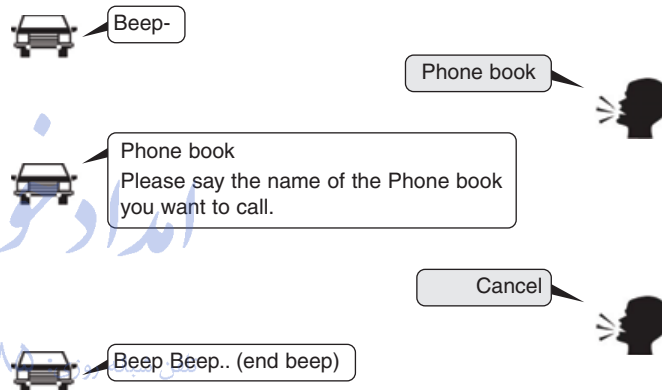 Beep-
Phone book
Phone book
Please say the name of the Phone book
you want to call.
Cancel
Beep Beep.. (end beep)